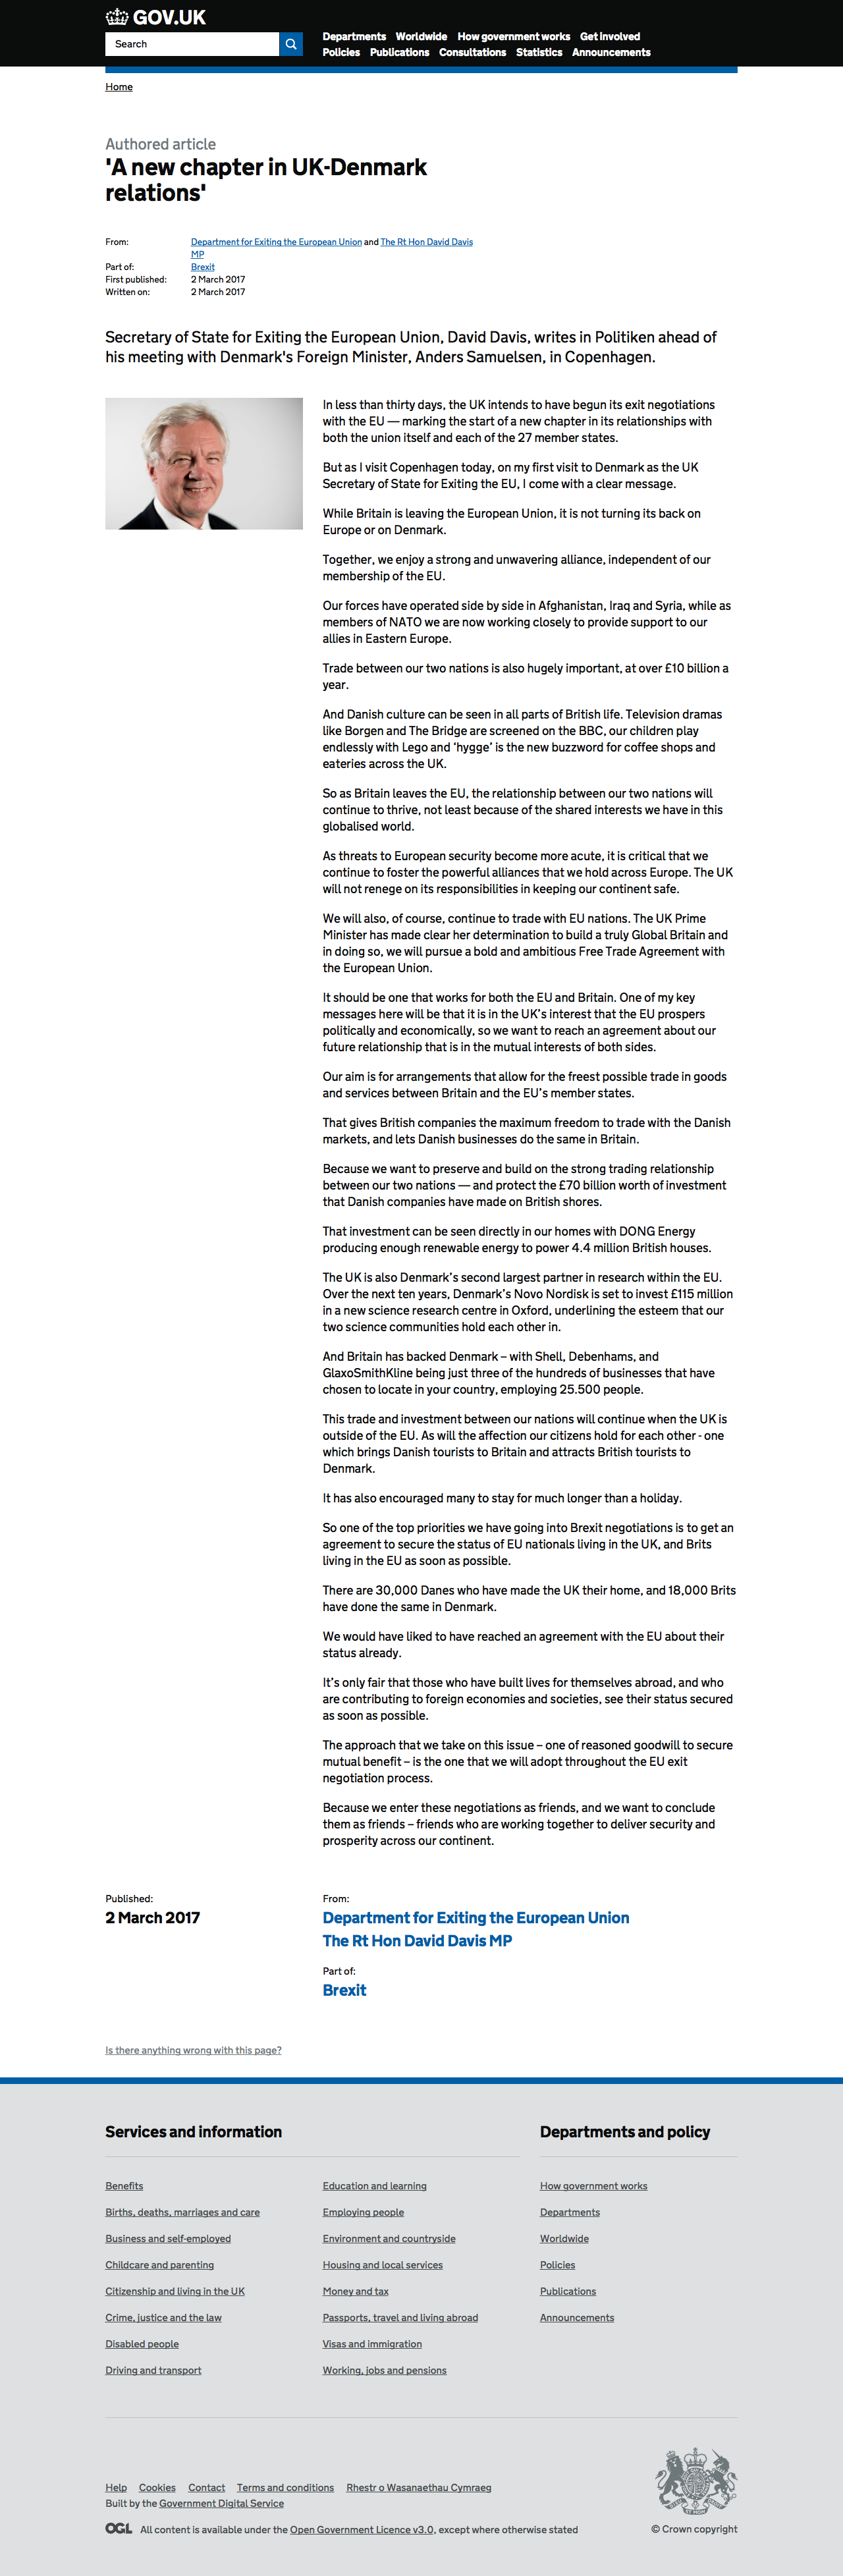 GOV.UK
Search
Departments Worldwide How government works Get involved
Policies Publications Consultations Statistics Announcements
Home
Authored article
'A new chapter in UK-Denmark
relations'
From: Department for Exiting the European Union and The Rt Hon David Davis
MP
Part of: Brexit
First published: 2 March 2017
Written on: 2 March 2017
Secretary of State for Exiting the European Union, David Davis, writes in Politiken ahead of
his meeting with Denmark's Foreign Minister, Anders Samuelsen, in Copenhagen.
In less than thirty days, the UK intends to have begun its exit negotiations
with the EU — marking the start of a new chapter in its relationships with
both the union itself and each of the 27 member states.
But as I visit Copenhagen today, on my first visit to Denmark as the UK
Secretary of State for Exiting the EU, I come with a clear message.
While Britain is leaving the European Union, it is not turning its back on
Europe or on Denmark.
Together, we enjoy a strong and unwavering alliance, independent of our
membership of the EU.
Our forces have operated side by side in Afghanistan, Iraq and Syria, while as
members of NATO we are now working closely to provide support to our
allies in Eastern Europe.
Trade between our two nations is also hugely important, at over £10 billion a
year.
And Danish culture can be seen in all parts of British life. Television dramas
like Borgen and The Bridge are screened on the BBC, our children play
endlessly with Lego and ‘hygge’ is the new buzzword for coffee shops and
eateries across the UK.
So as Britain leaves the EU, the relationship between our two nations will
continue to thrive, not least because of the shared interests we have in this
globalised world.
As threats to European security become more acute, it is critical that we
continue to foster the powerful alliances that we hold across Europe. The UK
will not renege on its responsibilities in keeping our continent safe.
We will also, of course, continue to trade with EU nations. The UK Prime
Minister has made clear her determination to build a truly Global Britain and
in doing so, we will pursue a bold and ambitious Free Trade Agreement with
the European Union.
It should be one that works for both the EU and Britain. One of my key
messages here will be that it is in the UK’s interest that the EU prospers
politically and economically, so we want to reach an agreement about our
future relationship that is in the mutual interests of both sides.
Our aim is for arrangements that allow for the freest possible trade in goods
and services between Britain and the EU’s member states.
That gives British companies the maximum freedom to trade with the Danish
markets, and lets Danish businesses do the same in Britain.
Because we want to preserve and build on the strong trading relationship
between our two nations — and protect the £70 billion worth of investment
that Danish companies have made on British shores.
That investment can be seen directly in our homes with DONG Energy
producing enough renewable energy to power 4.4 million British houses.
The UK is also Denmark’s second largest partner in research within the EU.
Over the next ten years, Denmark’s Novo Nordisk is set to invest £115 million
in a new science research centre in Oxford, underlining the esteem that our
two science communities hold each other in.
And Britain has backed Denmark – with Shell, Debenhams, and
GlaxoSmithKline being just three of the hundreds of businesses that have
chosen to locate in your country, employing 25.500 people.
This trade and investment between our nations will continue when the UK is
outside of the EU. As will the affection our citizens hold for each other - one
which brings Danish tourists to Britain and attracts British tourists to
Denmark.
It has also encouraged many to stay for much longer than a holiday.
So one of the top priorities we have going into Brexit negotiations is to get an
agreement to secure the status of EU nationals living in the UK, and Brits
living in the EU as soon as possible.
There are 30,000 Danes who have made the UK their home, and 18,000 Brits
have done the same in Denmark.
We would have liked to have reached an agreement with the EU about their
status already.
It’s only fair that those who have built lives for themselves abroad, and who
are contributing to foreign economies and societies, see their status secured
as soon as possible.
The approach that we take on this issue – one of reasoned goodwill to secure
mutual benefit – is the one that we will adopt throughout the EU exit
negotiation process.
Because we enter these negotiations as friends, and we want to conclude
them as friends – friends who are working together to deliver security and
prosperity across our continent.
Published:
2 March 2017
From:
Department for Exiting the European Union
The Rt Hon David Davis MP
Part of:
Brexit
Is there anything wrong with this page?
Services and information
Benefits
Births, deaths, marriages and care
Business and self-employed
Childcare and parenting
Citizenship and living in the UK
Crime, justice and the law
Disabled people
Driving and transport
Education and learning
Employing people
Environment and countryside
Housing and local services
Money and tax
Passports, travel and living abroad
Visas and immigration
Working, jobs and pensions
Departments and policy
How government works
Departments
Worldwide
Policies
Publications
Announcements
Help Cookies Contact Terms and conditions Rhestr o Wasanaethau Cymraeg
Built by the Government Digital Service
OGL All content is available under the Open Government Licence v3.0, except where otherwise stated
© Crown copyright